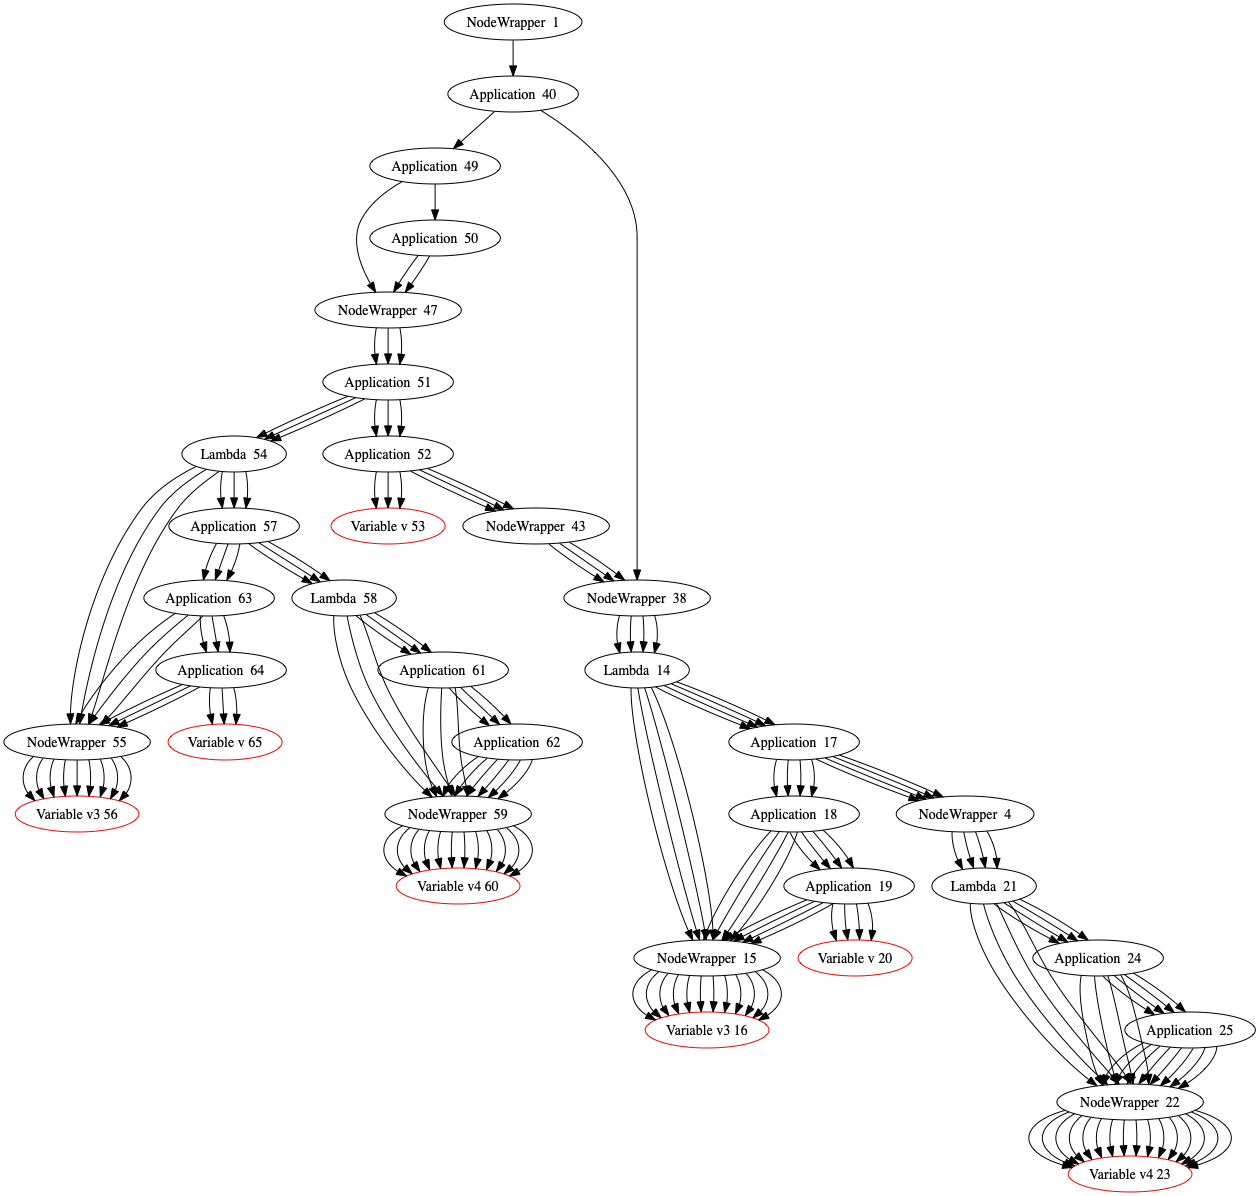 NodeWrapper 1
Application 40
Application 49
Application 50
NodeWrapper 47
Application 51
Lambda 54
Application 52
Application 57
Variable v 53
NodeWrapper 43
Application 63
Lambda 58
NodeWrapper 38
Application 64
Application 61
Lambda 14
NodeWrapper 55
Variable v 65
Application 62
Application 17
Variable v3 56
NodeWrapper 59
Application 18
NodeWrapper 4
Variable v4 60
Application 19
Lambda 21
NodeWrapper 15
Variable v 20
Application 24
Variable v3 16
Application 25
NodeWrapper 22
Variable v4 23